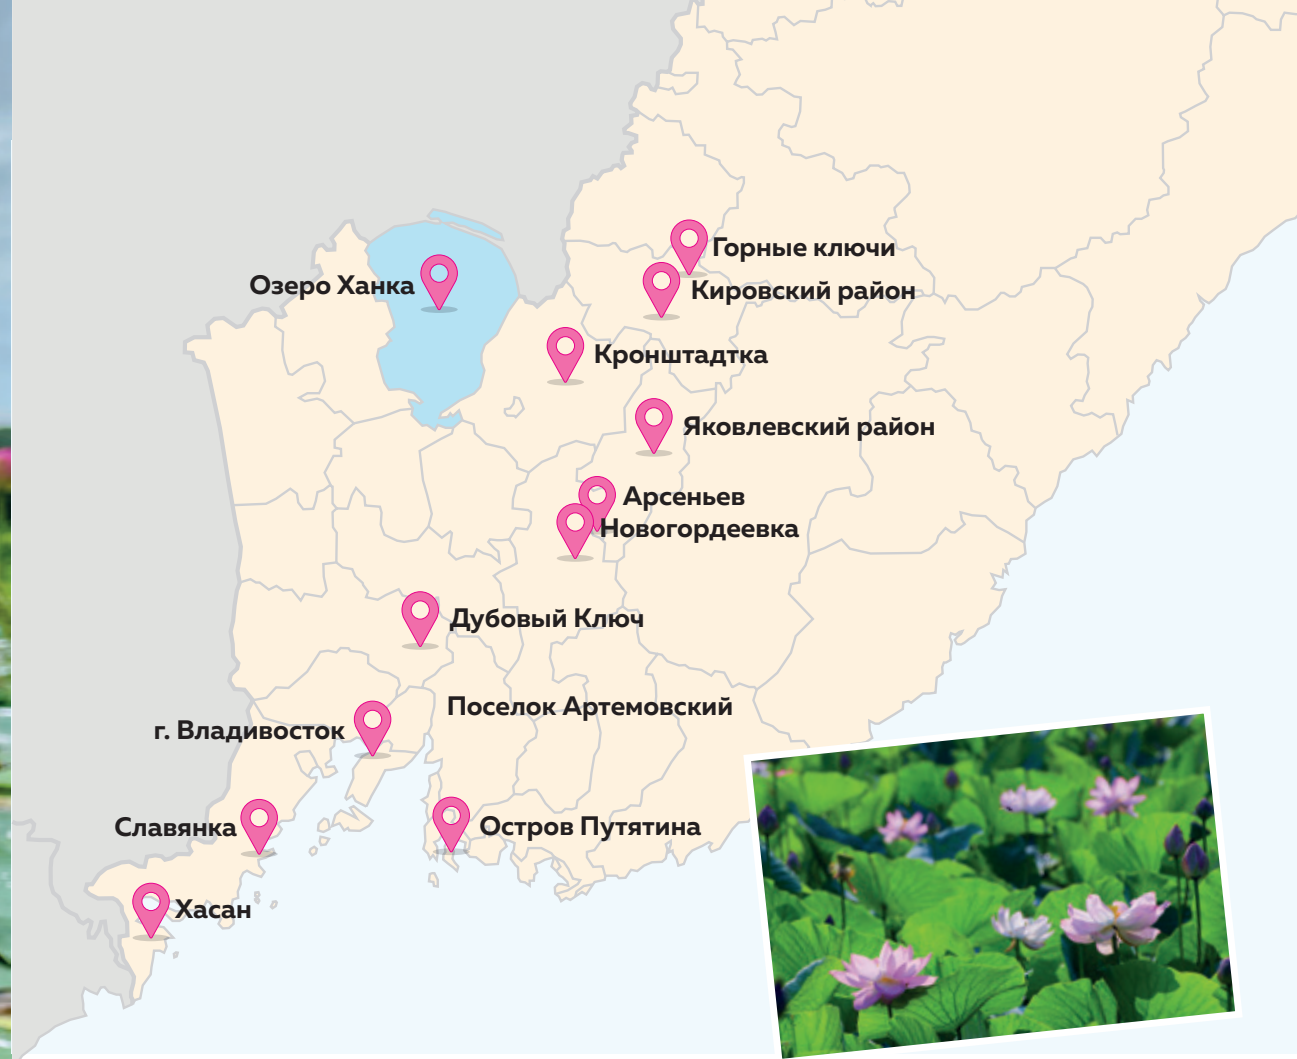 Горные ключи
Озеро Ханка
Кировский район
Кронштадтка
Яковлевский район
Арсеньев
Новогордеевка
Дубовый Ключ
Поселок Артемовский
г. Владивосток
Славянка
Остров Путятина
Хасан